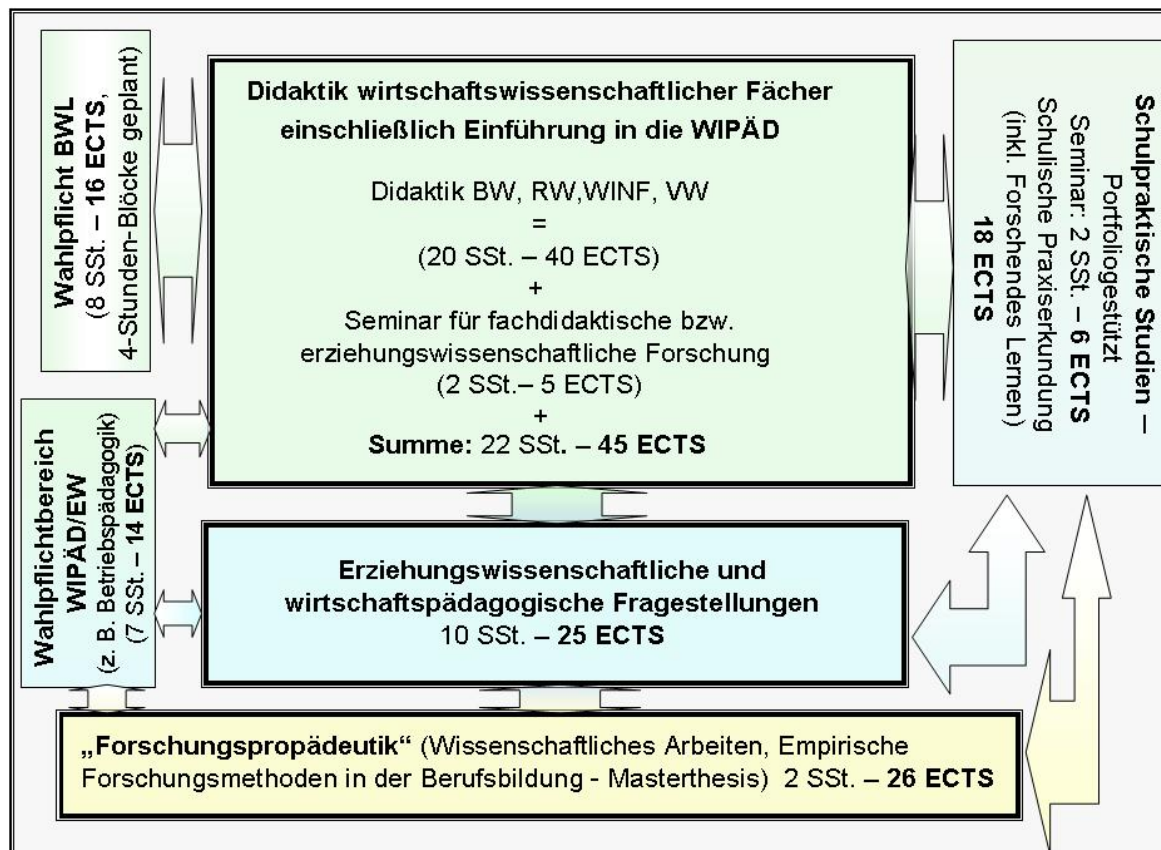 Wahlpflicht BWL
(8 SSt. – 16 ECTS,
4-Stunden-Blöcke geplant)
Didaktik wirtschaftswissenschaftlicher Fächer
einschließlich Einführung in die WIPÄD
Didaktik BW, RW,WINF, VW
=
(20 SSt. – 40 ECTS)
+
Seminar für fachdidaktische bzw.
erziehungswissenschaftliche Forschung
(2 SSt.– 5 ECTS)
+
Summe: 22 SSt. – 45 ECTS
Schulpraktische Studien —
Portfoliogestützt
Seminar: 2 SSt. – 6 ECTS
Schulische Praxiserkundung
(inkl. Forschendes Lernen)
18 ECTS
Wahlpflichtbereich
WIPÄD/EW
(z. B. Betriebspädagogik)
(7 SSt. – 14 ECTS)
Erziehungswissenschaftliche und
wirtschaftspädagogische Fragestellungen
10 SSt. – 25 ECTS
„Forschungspropädeutik“ (Wissenschaftliches Arbeiten, Empirische
Forschungsmethoden in der Berufsbildung - Masterthesis) 2 SSt. – 26 ECTS